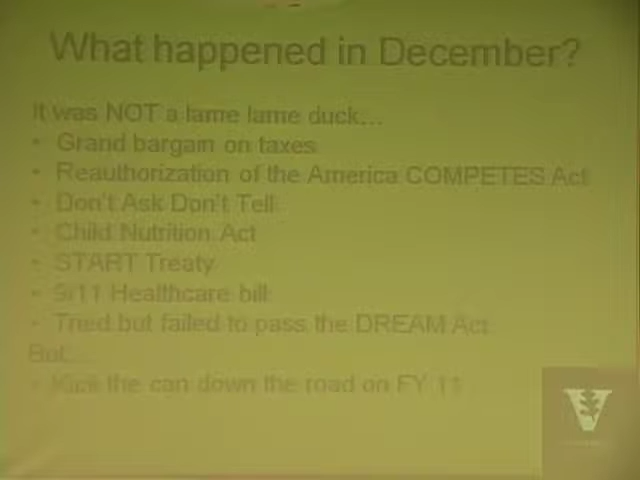 What happened in December?
It was NOT a lame lame duck...
• Grand bargain on taxes
• Reauthorization of the America COMPETES Act
• Don't Ask Don't Tell
• Child Nutrition Act
• START Treaty
• 9/11 Healthcare bill
• Tried but failed to pass the DREAM Act
But...
• Kick the can down the road on FY 11
V